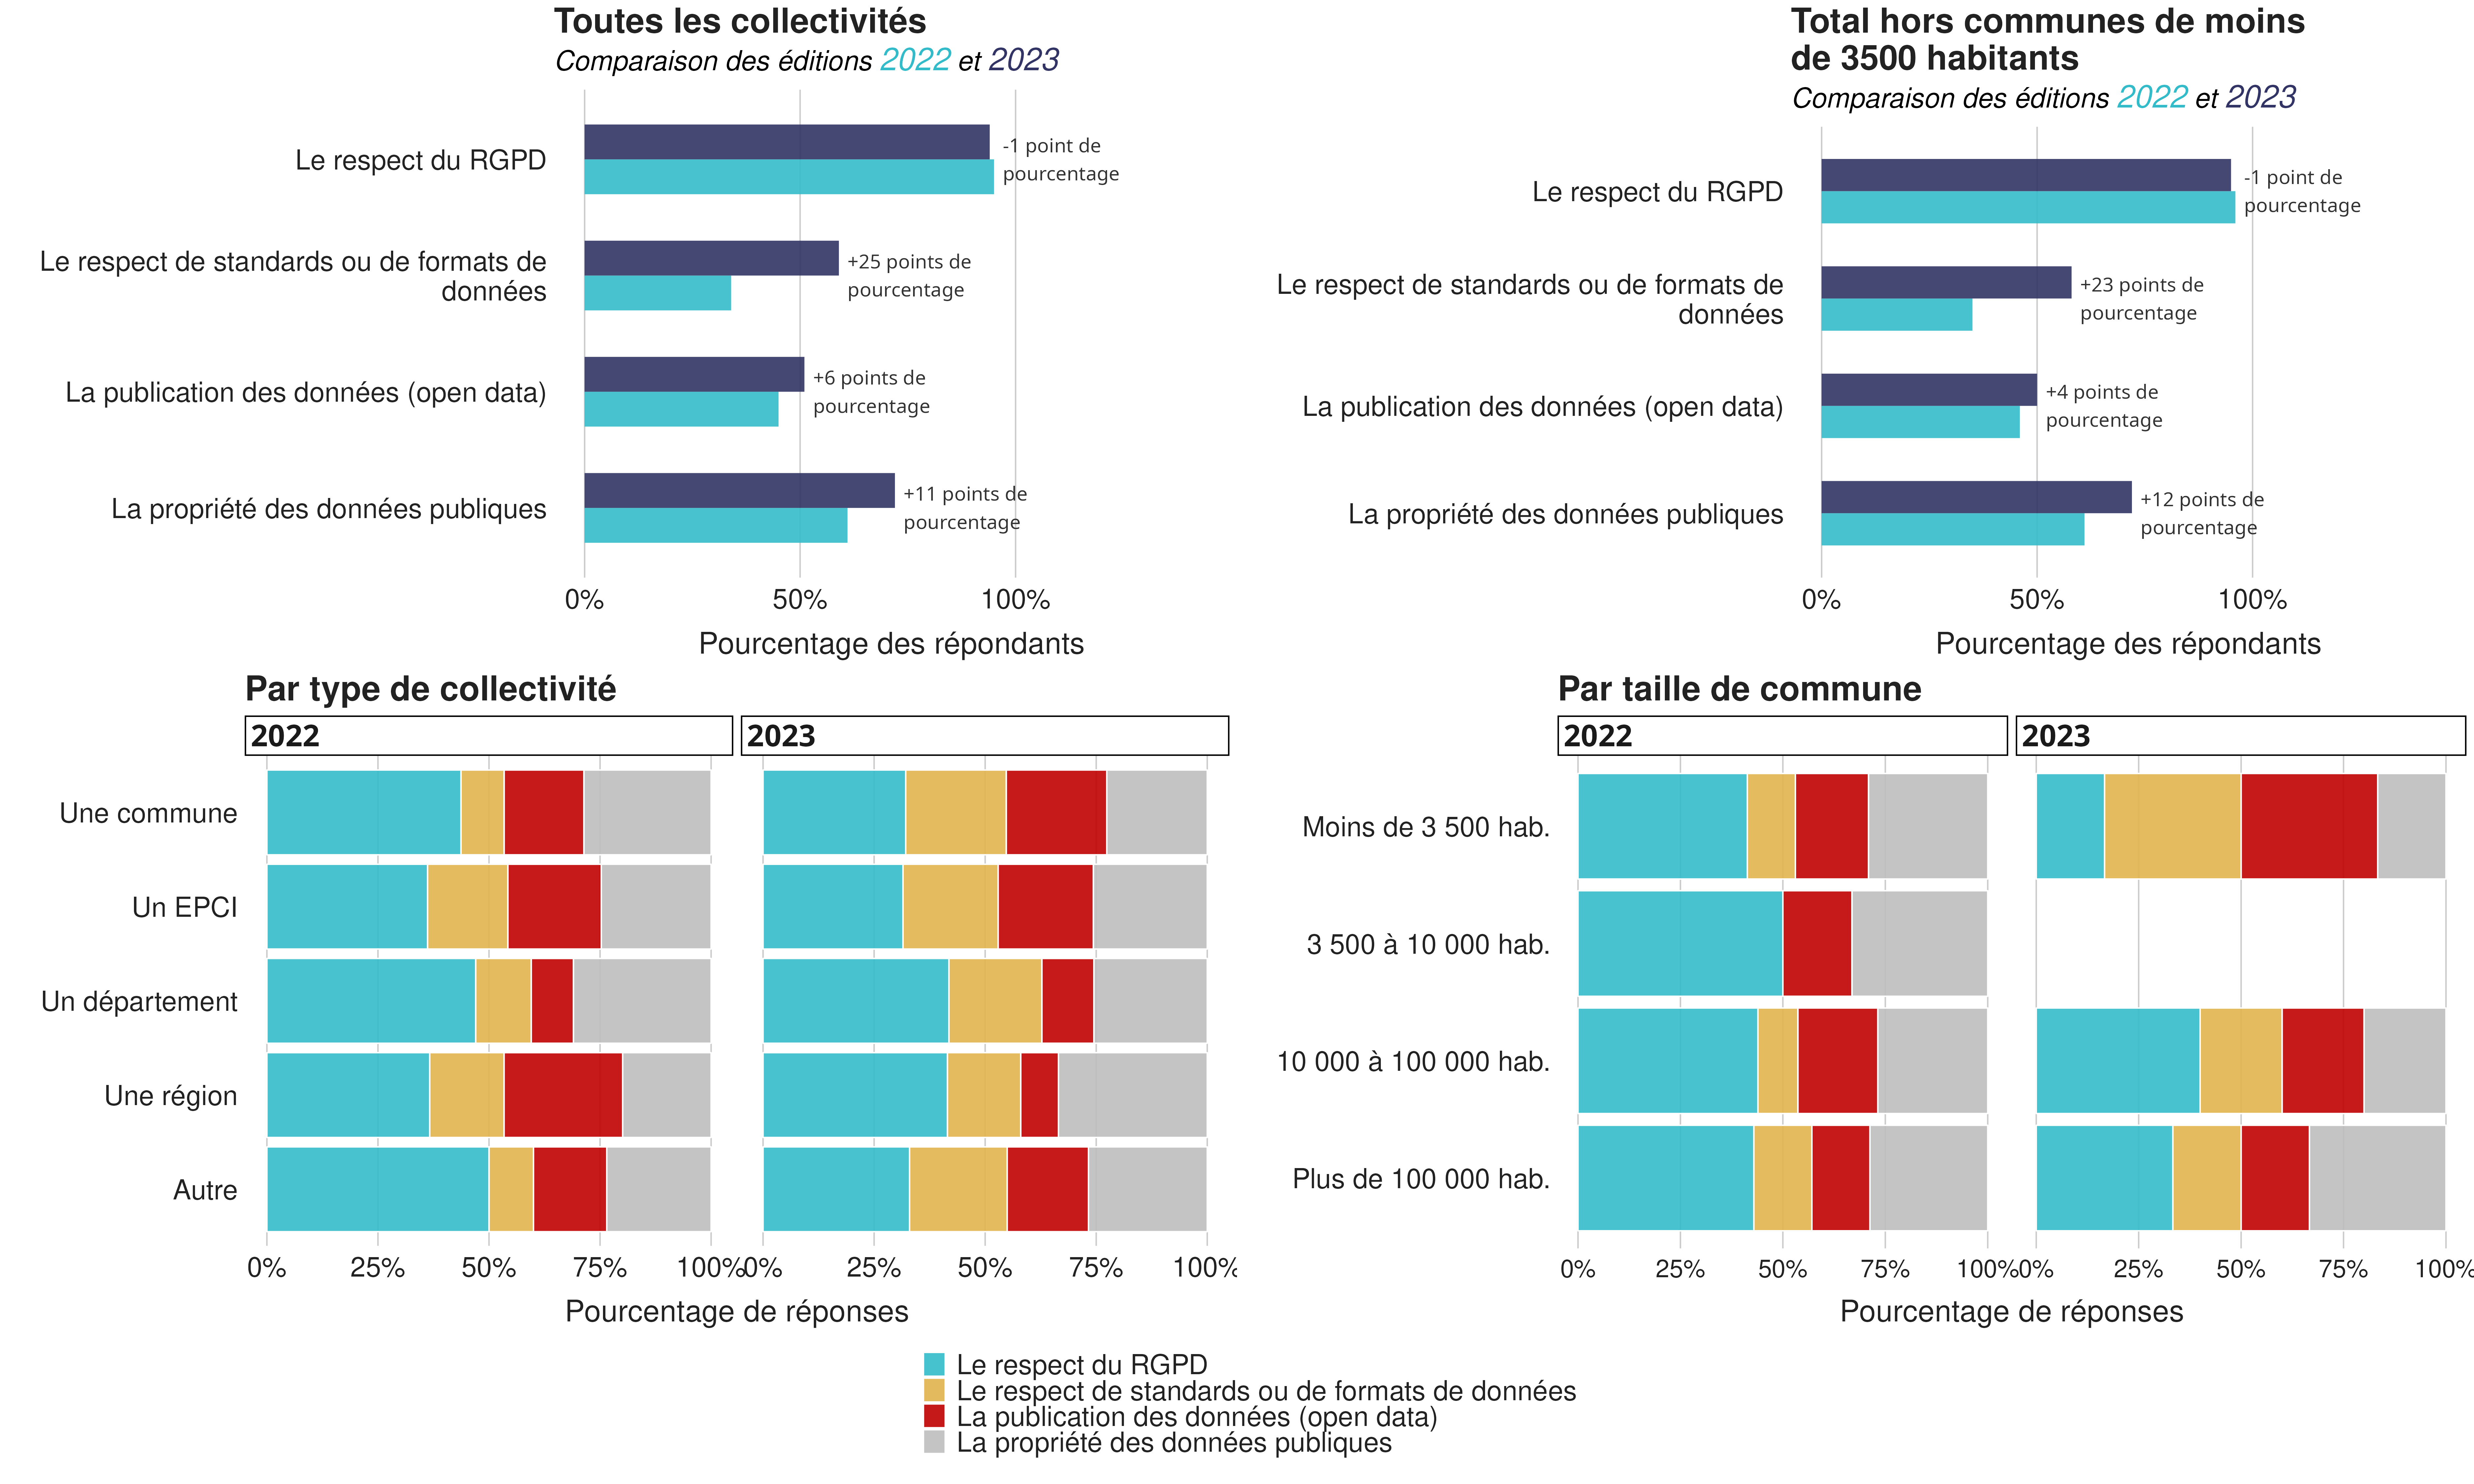 Toutes les collectivités
Comparaison des éditions 2022 et 2023
Le respect du RGPD
-1 point de
pourcentage
Le respect de standards ou de formats de
données
+25 points de
pourcentage
La publication des données (open data)
+6 points de
pourcentage
La propriété des données publiques
+11 points de
pourcentage
0% 50% 100%
Pourcentage des répondants
Total hors communes de moins
de 3500 habitants
Comparaison des éditions 2022 et 2023
Le respect du RGPD
-1 point de
pourcentage
Le respect de standards ou de formats de
données
+23 points de
pourcentage
La publication des données (open data)
+4 points de
pourcentage
La propriété des données publiques
+12 points de
pourcentage
0% 50% 100%
Pourcentage des répondants
Par type de collectivité
2022 2023
Une commune
Un EPCI
Un département
Une région
Autre
0% 25% 50% 75% 100% 0% 25% 50% 75% 100%
Pourcentage de réponses
Par taille de commune
2022 2023
Moins de 3 500 hab.
3 500 à 10 000 hab.
10 000 à 100 000 hab.
Plus de 100 000 hab.
0% 25% 50% 75% 100% 0% 25% 50% 75% 100%
Pourcentage de réponses
Le respect du RGPD
Le respect de standards ou de formats de données
La publication des données (open data)
La propriété des données publiques